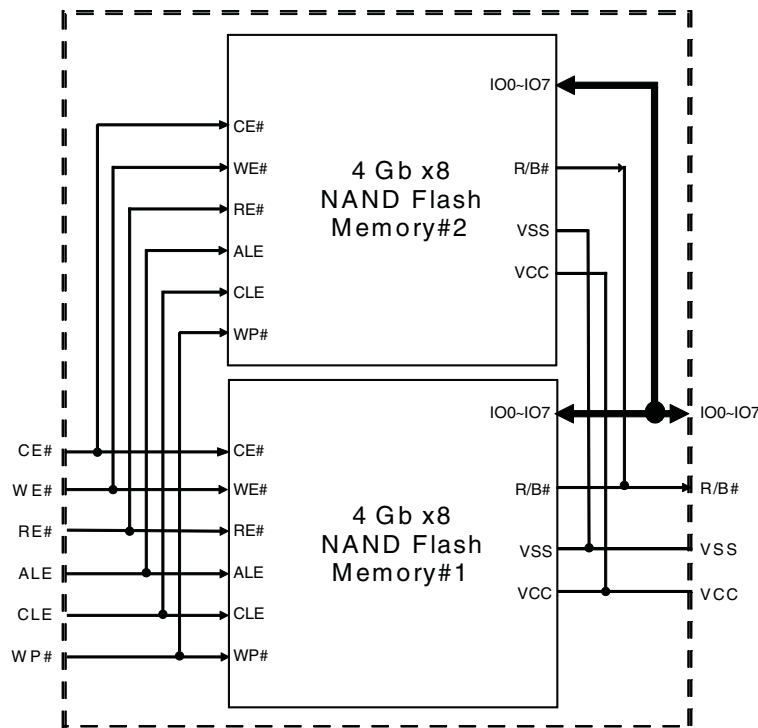 IO0~IO7
CE#
WE#
R/B#
4 Gb x8
NAND Flash
Memory#2
RE#
VSS
ALE
VCC
CLE
WP#
IO0~IO7
IO0~IO7
CE#
CE#
WE#
WE#
R/B#
R/B#
4 Gb x8
NAND Flash
Memory#1
RE#
RE#
VSS
VSS
ALE
ALE
VCC
VCC
CLE
CLE
WP#
WP#